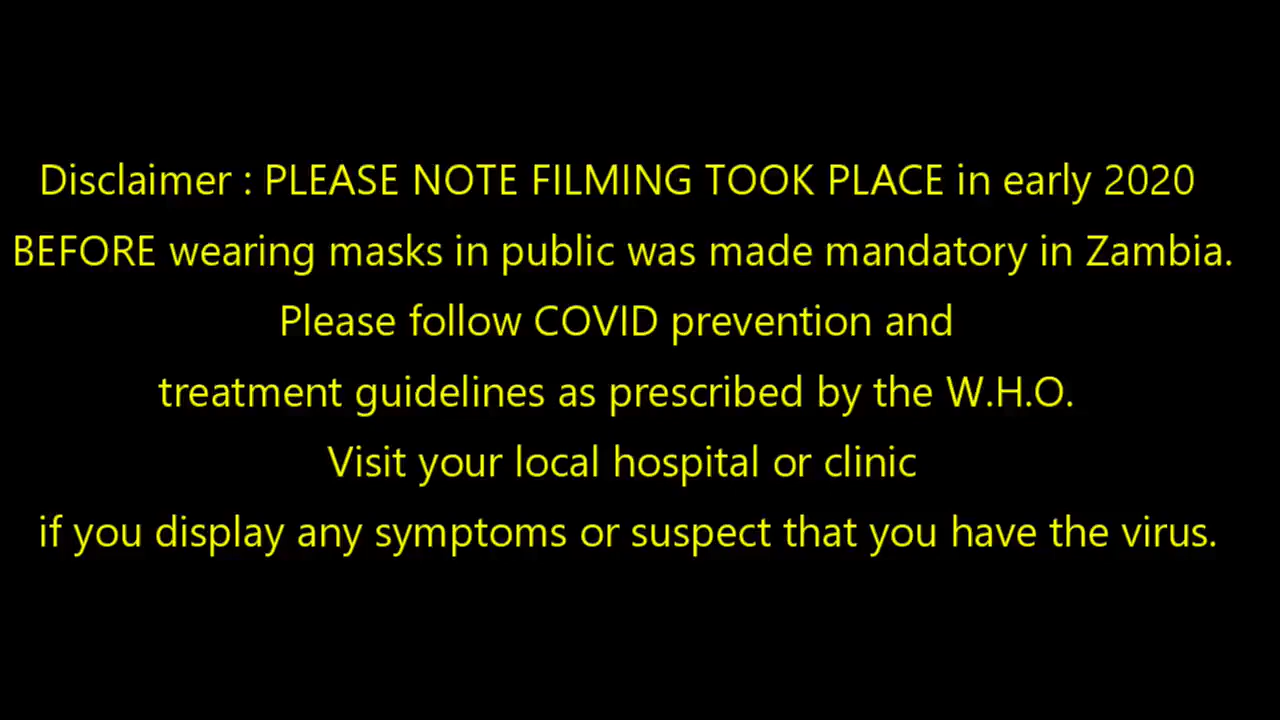 Disclaimer : PLEASE NOTE FILMING TOOK PLACE in early 2020
BEFORE wearing masks in public was made mandatory in Zambia.
Please follow COVID prevention and
treatment guidelines as prescribed by the W.H.O.
Visit your local hospital or clinic
if you display any symptoms or suspect that you have the virus.